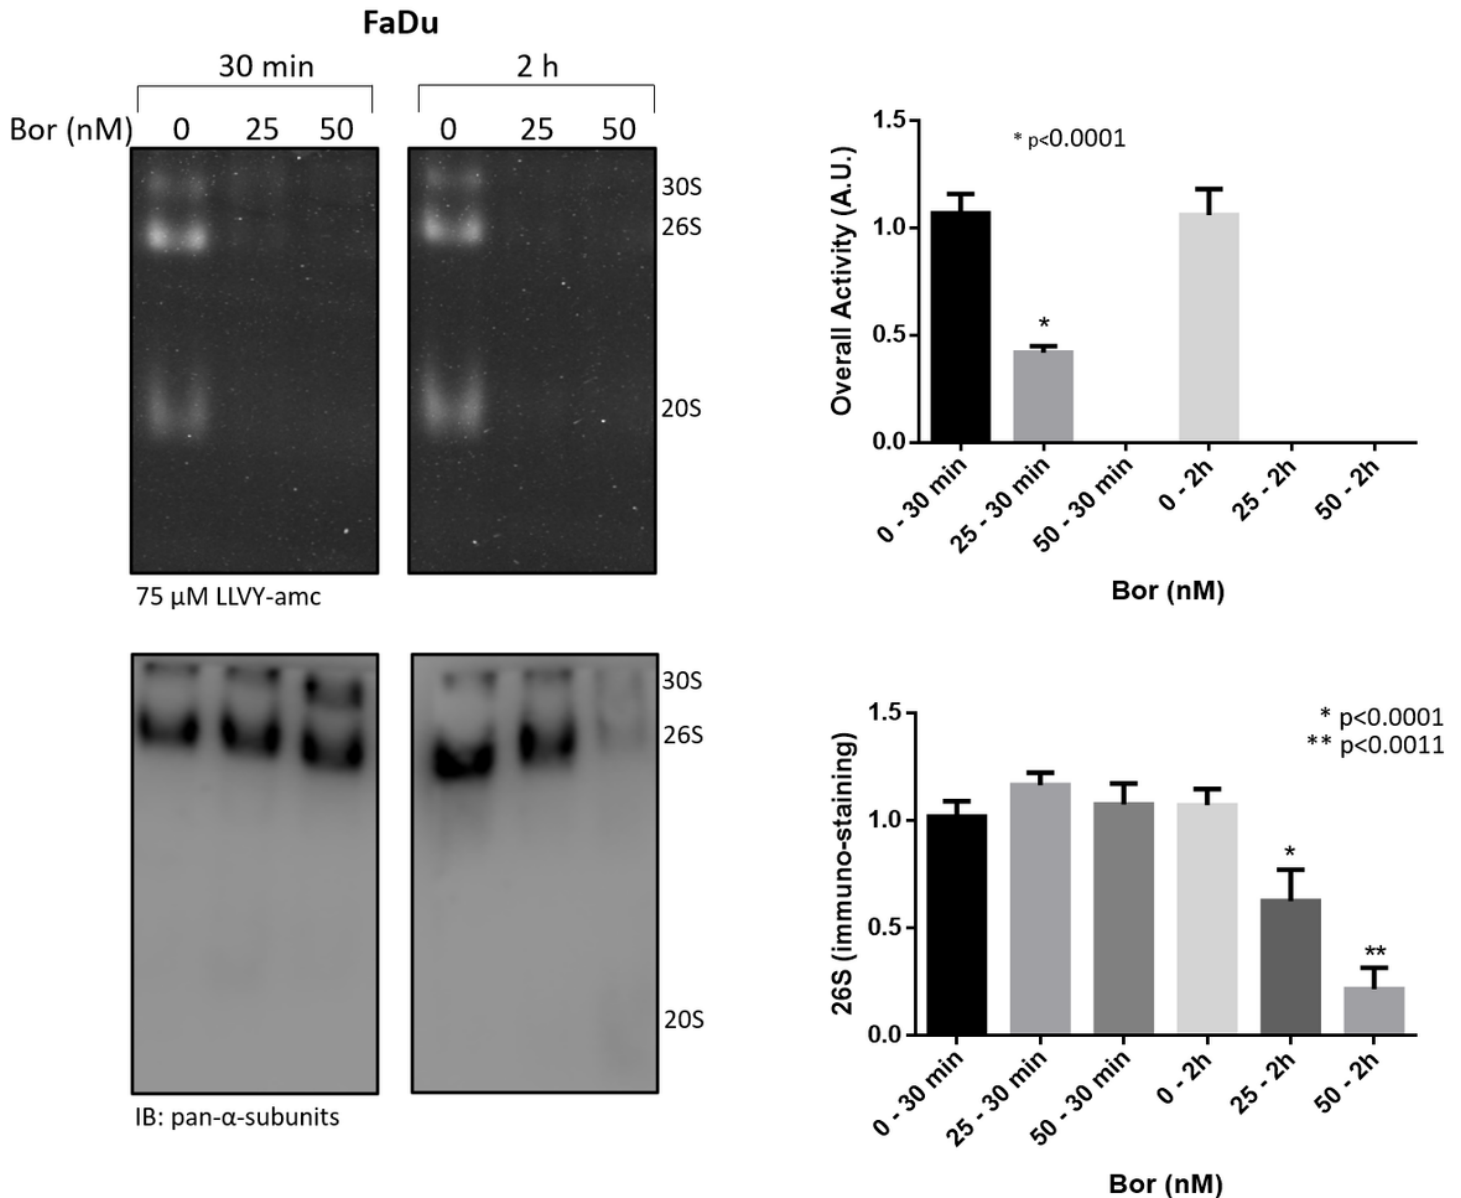 FaDu
30 min
2 h
Bor (nM)
0 25 50
0 25 50
30S
26S
20S
75 µM LLVY-amc
Overall Activity (A.U.)
1.5
1.0
0.5
0.0
* p<0.0001
*
0 - 30 min
25 - 30 min
50 - 30 min
0 - 2h
25 - 2h
50 - 2h
Bor (nM)
30S
26S
20S
IB: pan-α-subunits
26S (immuno-staining)
1.5
1.0
0.5
0.0
* p<0.0001
** p<0.0011
*
**
0 - 30 min
25 - 30 min
50 - 30 min
0 - 2h
25 - 2h
50 - 2h
Bor (nM)